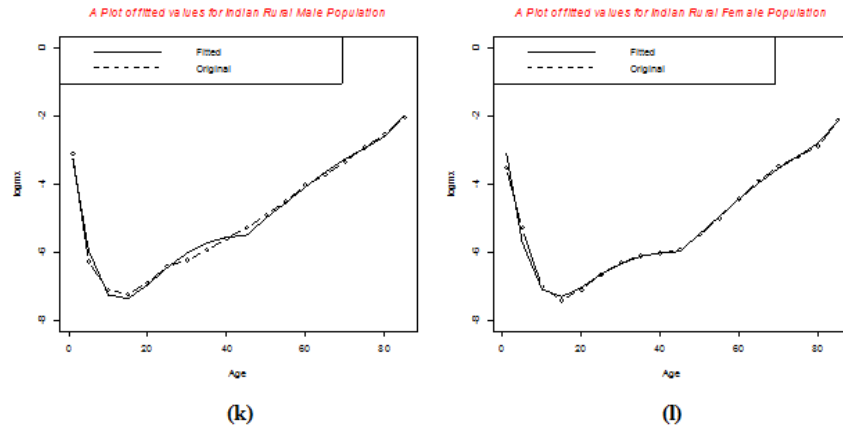 A Plot of fitted values for Indian Rural Male Population
Fitted
Original
0
-2
-4
-6
-8
logmx
0 20 40 60 80
Age
(k)
A Plot of fitted values for Indian Rural Female Population
Fitted
Original
0
-2
-4
-6
-8
logmx
0 20 40 60 80
Age
(l)